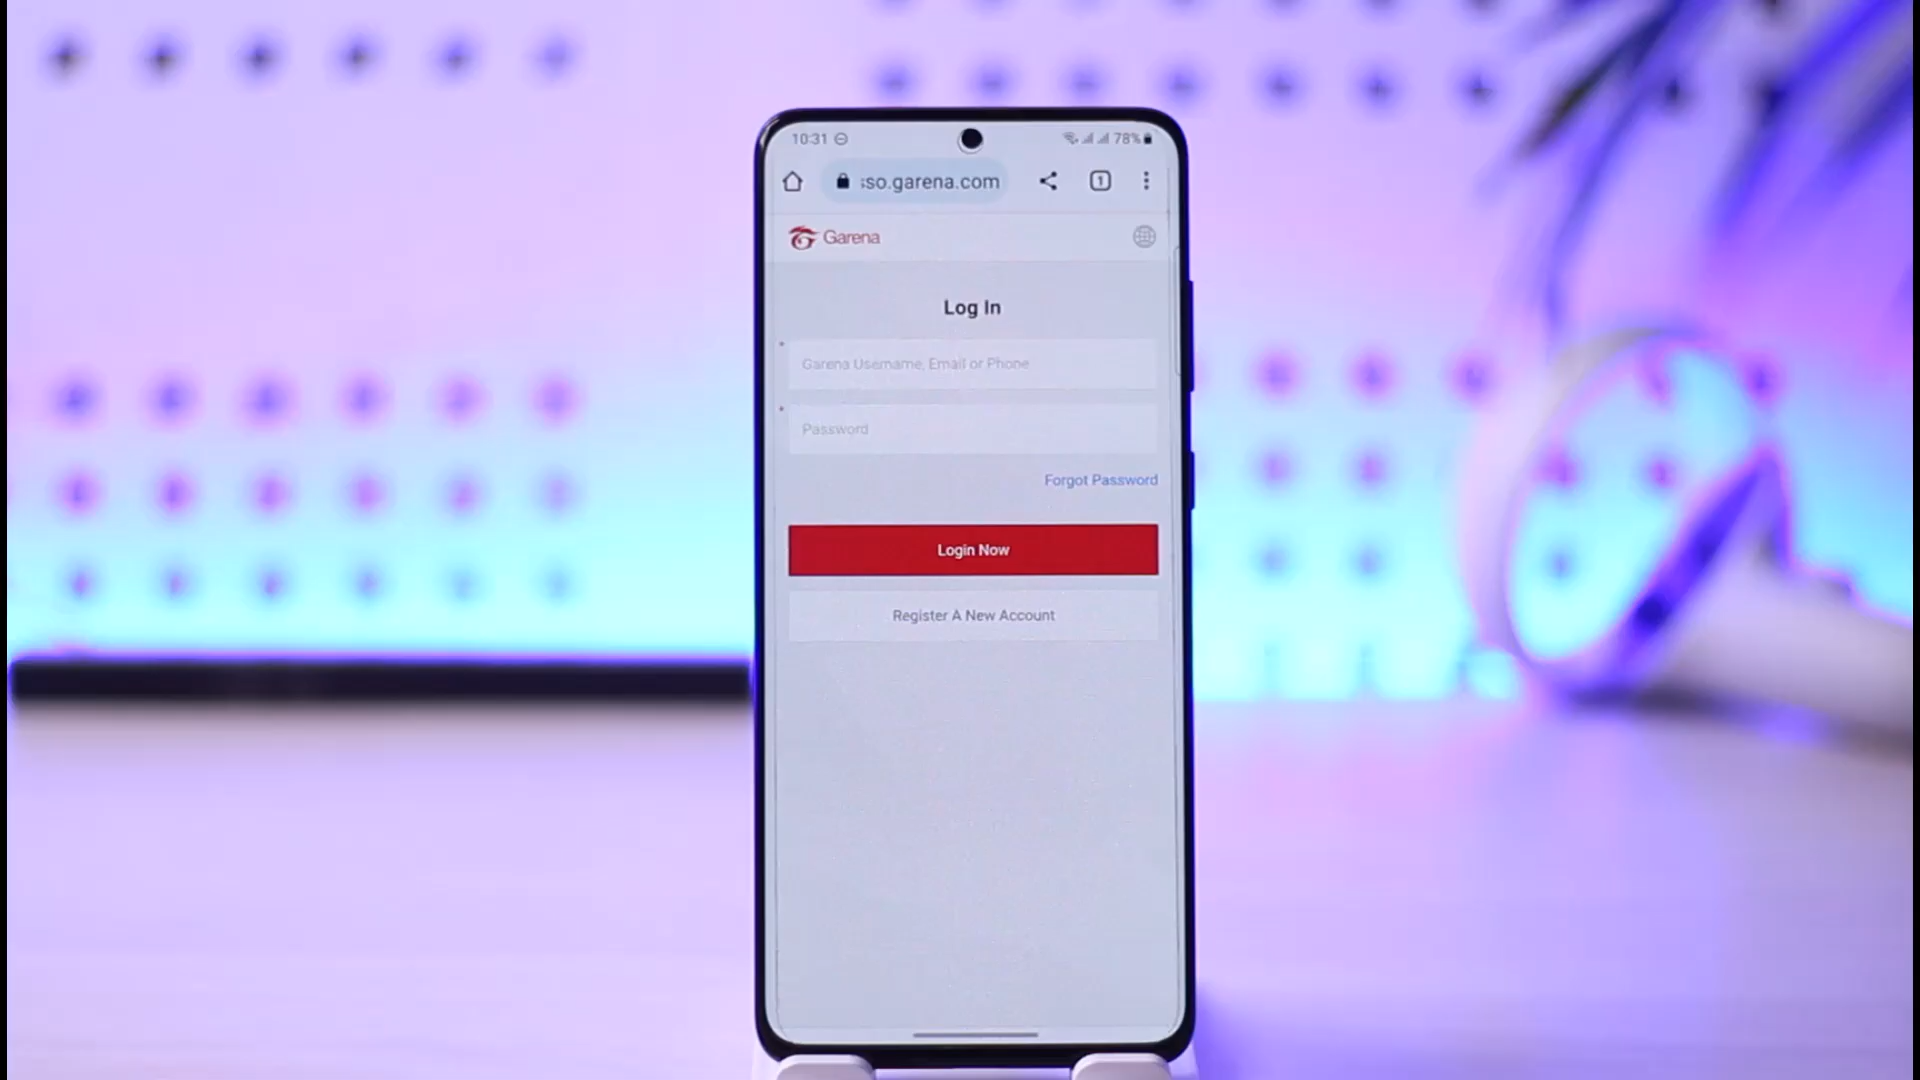 10:31 78%
so.garena.com 1
Garena
Log In
* Garena Username, Email or Phone
* Password
Forgot Password
Login Now
Register A New Account